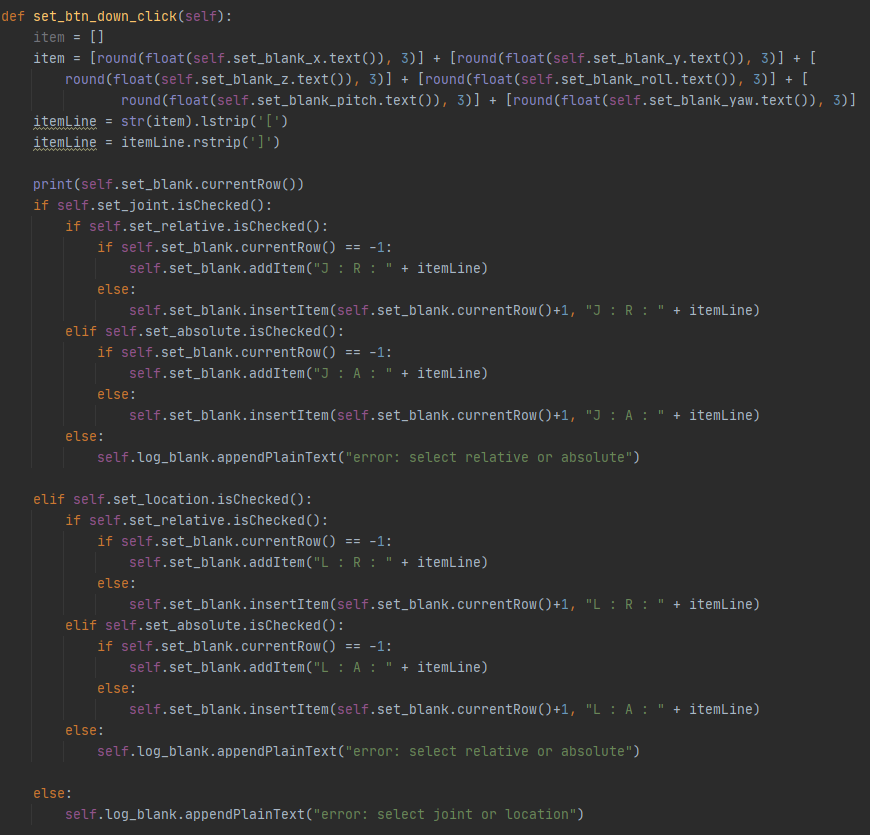 def set_btn_down_click(self):
    item = []
    item = [round(float(self.set_blank_x.text()), 3)] + [round(float(self.set_blank_y.text()), 3)] + [
        round(float(self.set_blank_z.text()), 3)] + [round(float(self.set_blank_roll.text()), 3)] + [
               round(float(self.set_blank_pitch.text()), 3)] + [round(float(self.set_blank_yaw.text()), 3)]
    itemLine = str(item).lstrip('[')
    itemLine = itemLine.rstrip(']')

    print(self.set_blank.currentRow())
    if self.set_joint.isChecked():
        if self.set_relative.isChecked():
            if self.set_blank.currentRow() == -1:
                self.set_blank.addItem("J : R : " + itemLine)
            else:
                self.set_blank.insertItem(self.set_blank.currentRow()+1, "J : R : " + itemLine)
        elif self.set_absolute.isChecked():
            if self.set_blank.currentRow() == -1:
                self.set_blank.addItem("J : A : " + itemLine)
            else:
                self.set_blank.insertItem(self.set_blank.currentRow()+1, "J : A : " + itemLine)
        else:
            self.log_blank.appendPlainText("error: select relative or absolute")

    elif self.set_location.isChecked():
        if self.set_relative.isChecked():
            if self.set_blank.currentRow() == -1:
                self.set_blank.addItem("L : R : " + itemLine)
            else:
                self.set_blank.insertItem(self.set_blank.currentRow()+1, "L : R : " + itemLine)
        elif self.set_absolute.isChecked():
            if self.set_blank.currentRow() == -1:
                self.set_blank.addItem("L : A : " + itemLine)
            else:
                self.set_blank.insertItem(self.set_blank.currentRow()+1, "L : A : " + itemLine)
        else:
            self.log_blank.appendPlainText("error: select relative or absolute")

    else:
        self.log_blank.appendPlainText("error: select joint or location")